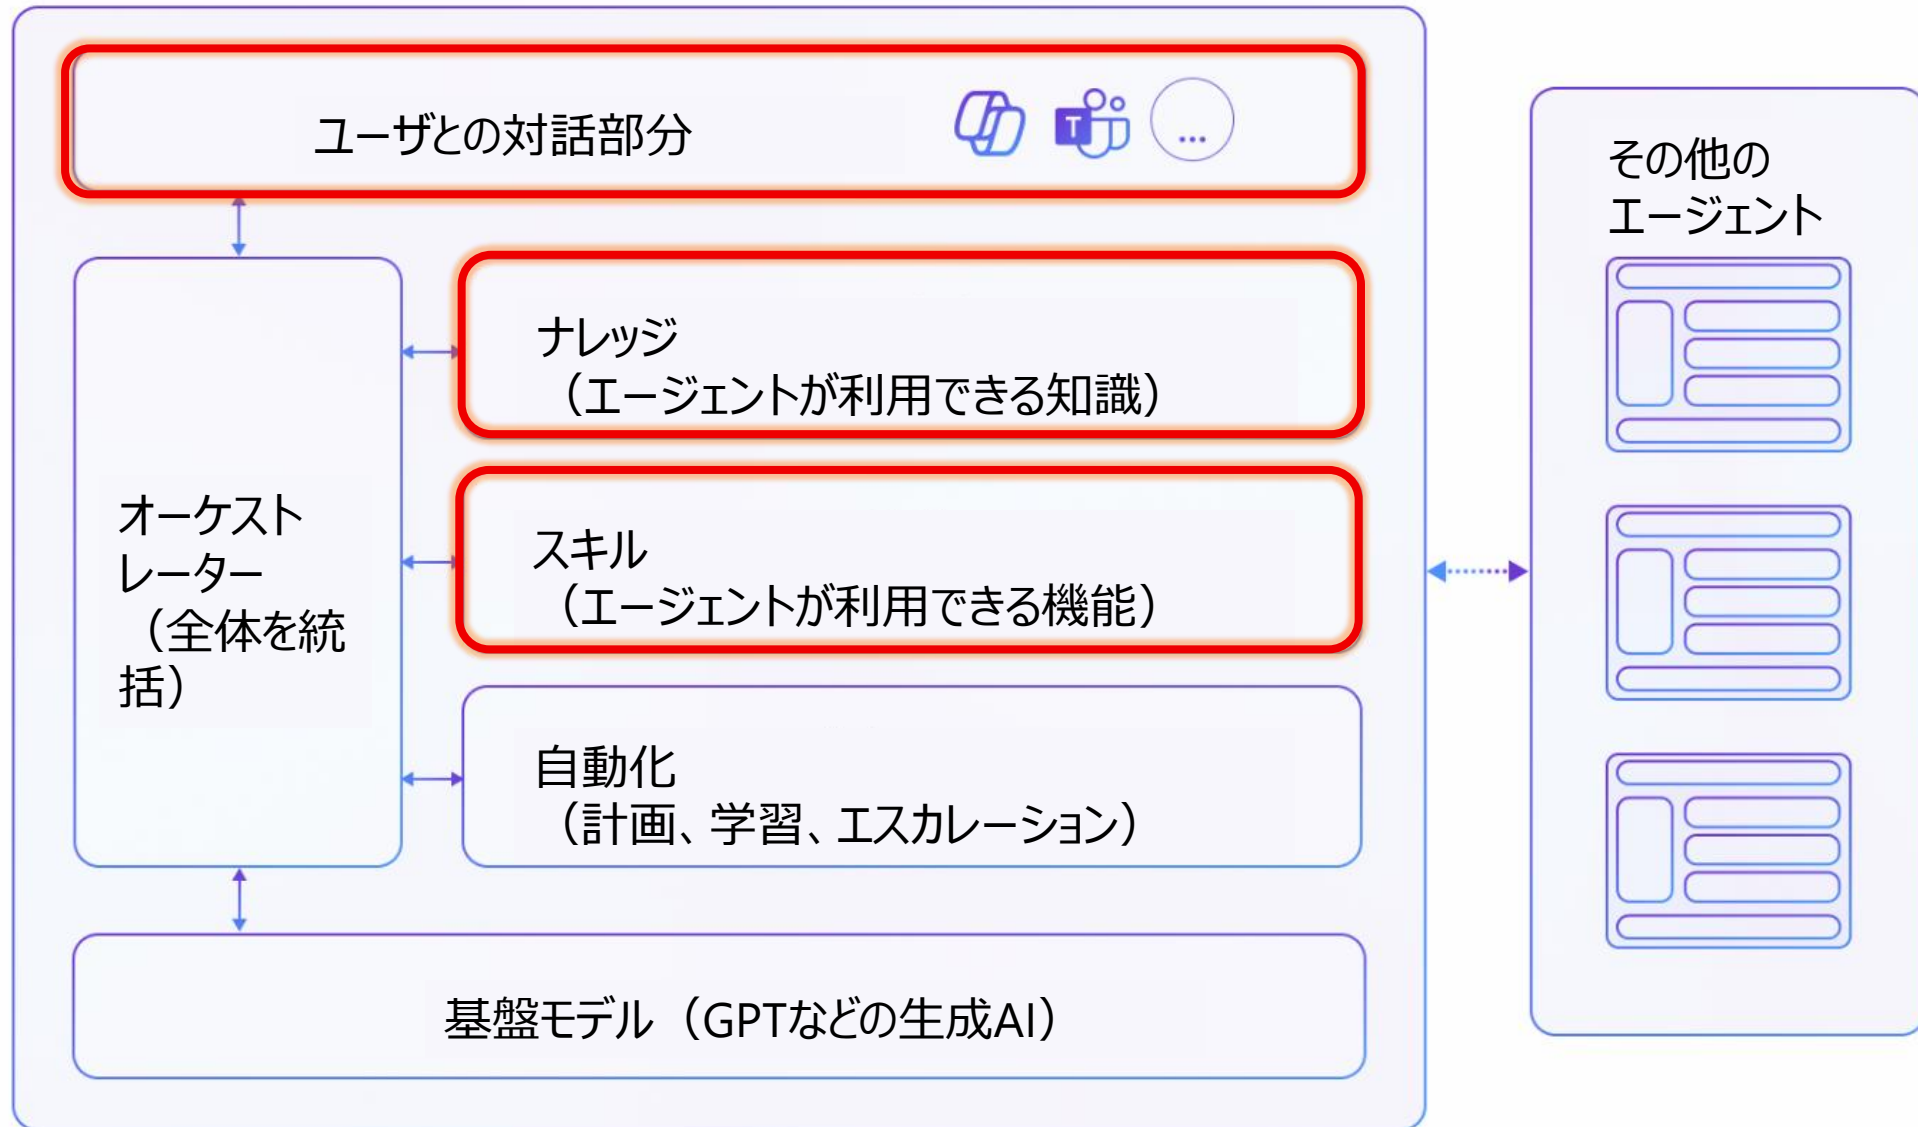 ユーザとの対話部分
T
...
その他の
エージェント
ナレッジ
（エージェントが利用できる知識）
オーケスト
レーター
（全体を統
括）
スキル
（エージェントが利用できる機能）
自動化
（計画、学習、エスカレーション）
基盤モデル（GPTなどの生成AI）